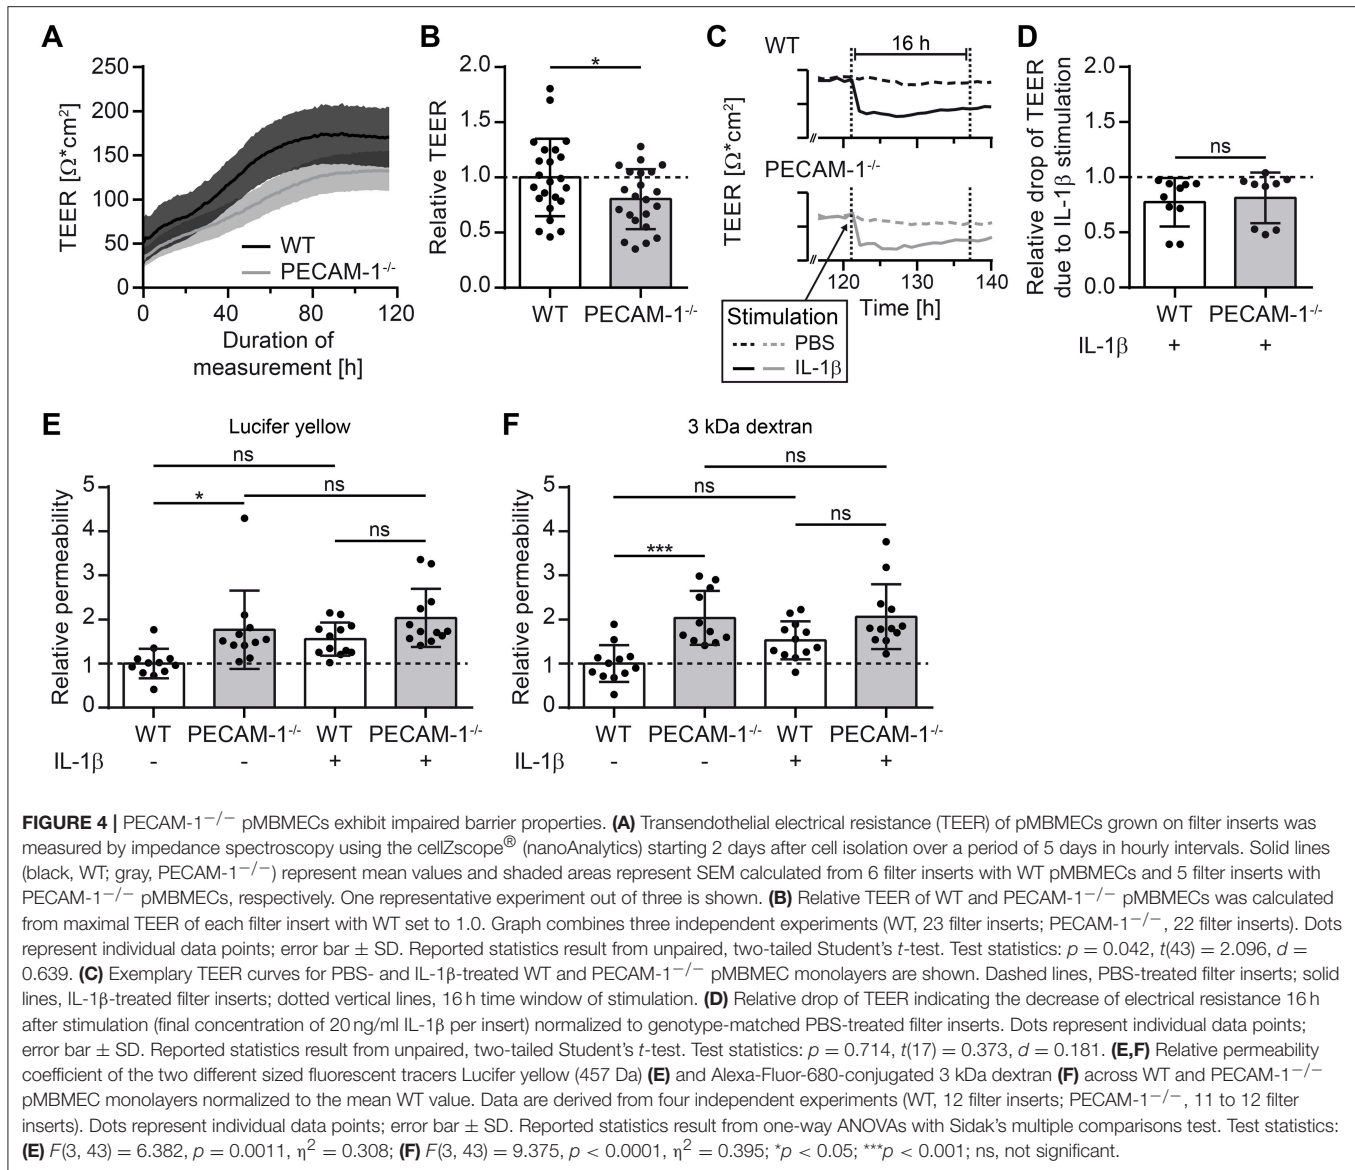 A
250
200
150
100
50
0
TEER [Ω*cm²]
WT
PECAM-1-/-
0 40 80 120
Duration of
measurement [h]
B
2.0
1.5
1.0
0.5
0.0
Relative TEER
*
WT PECAM-1-/-
C
WT
16 h
TEER [Ω*cm²]
PECAM-1-/-
120 130 140
Time [h]
Stimulation
PBS
IL-1β
D
2.0
1.5
1.0
0.5
0.0
Relative drop of TEER
due to IL-1β stimulation
ns
WT PECAM-1-/-
IL-1β + +
E
Lucifer yellow
ns
ns
*
ns
5
4
3
2
1
0
Relative permeability
WT PECAM-1-/- WT PECAM-1-/-
IL-1β - - + +
F
3 kDa dextran
ns
ns
ns
***
5
4
3
2
1
0
Relative permeability
WT PECAM-1-/- WT PECAM-1-/-
IL-1β - - + +
FIGURE 4 | PECAM-1−/− pMBMECs exhibit impaired barrier properties. (A) Transendothelial electrical resistance (TEER) of pMBMECs grown on filter inserts was
measured by impedance spectroscopy using the cellZscope® (nanoAnalytics) starting 2 days after cell isolation over a period of 5 days in hourly intervals. Solid lines
(black, WT; gray, PECAM-1−/−) represent mean values and shaded areas represent SEM calculated from 6 filter inserts with WT pMBMECs and 5 filter inserts with
PECAM-1−/− pMBMECs, respectively. One representative experiment out of three is shown. (B) Relative TEER of WT and PECAM-1−/− pMBMECs was calculated
from maximal TEER of each filter insert with WT set to 1.0. Graph combines three independent experiments (WT, 23 filter inserts; PECAM-1−/−, 22 filter inserts). Dots
represent individual data points; error bar ± SD. Reported statistics result from unpaired, two-tailed Student's t-test. Test statistics: p = 0.042, t(43) = 2.096, d =
0.639. (C) Exemplary TEER curves for PBS- and IL-1β-treated WT and PECAM-1−/− pMBMEC monolayers are shown. Dashed lines, PBS-treated filter inserts; solid
lines, IL-1β-treated filter inserts; dotted vertical lines, 16 h time window of stimulation. (D) Relative drop of TEER indicating the decrease of electrical resistance 16 h
after stimulation (final concentration of 20 ng/ml IL-1β per insert) normalized to genotype-matched PBS-treated filter inserts. Dots represent individual data points;
error bar ± SD. Reported statistics result from unpaired, two-tailed Student's t-test. Test statistics: p = 0.714, t(17) = 0.373, d = 0.181. (E,F) Relative permeability
coefficient of the two different sized fluorescent tracers Lucifer yellow (457 Da) (E) and Alexa-Fluor-680-conjugated 3 kDa dextran (F) across WT and PECAM-1−/−
pMBMEC monolayers normalized to the mean WT value. Data are derived from four independent experiments (WT, 12 filter inserts; PECAM-1−/−, 11 to 12 filter
inserts). Dots represent individual data points; error bar ± SD. Reported statistics result from one-way ANOVAs with Sidak's multiple comparisons test. Test statistics:
(E) F(3, 43) = 6.382, p = 0.0011, η² = 0.308; (F) F(3, 43) = 9.375, p < 0.0001, η² = 0.395; *p < 0.05; ***p < 0.001; ns, not significant.